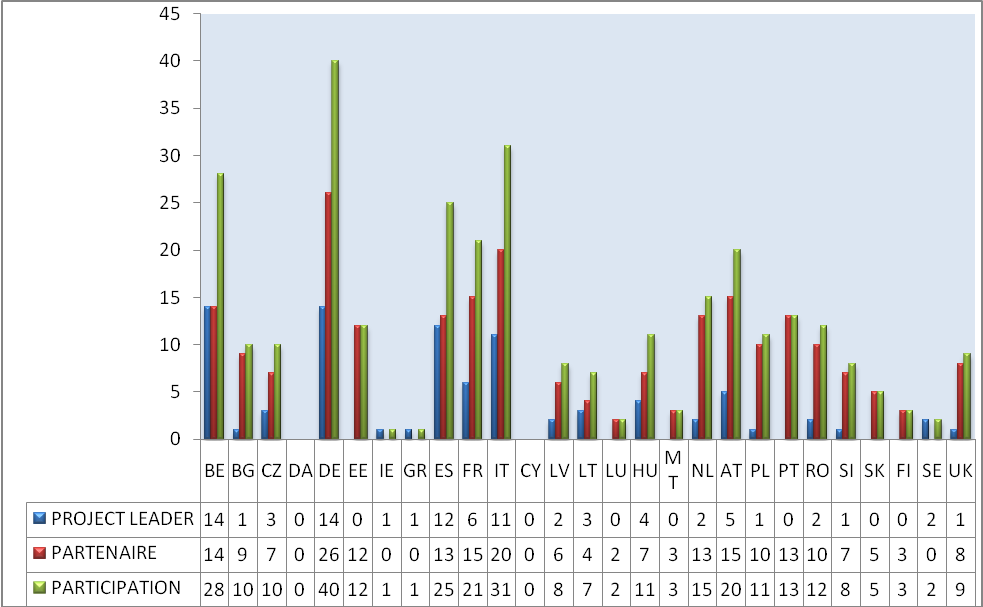 45
40
35
30
25
20
15
10
5
0
BE BG CZ DA DE EE IE GR ES FR IT CY LV LT LU HU MT NL AT PL PT RO SI SK FI SE UK
PROJECT LEADER 14 1 3 0 14 0 1 1 12 6 11 0 2 3 0 4 0 2 5 1 0 2 1 0 0 2 1
PARTENAIRE 14 9 7 0 26 12 0 0 13 15 20 0 6 4 2 7 3 13 15 10 13 10 7 5 3 0 8
PARTICIPATION 28 10 10 0 40 12 1 1 25 21 31 0 8 7 2 11 3 15 20 11 13 12 8 5 3 2 9